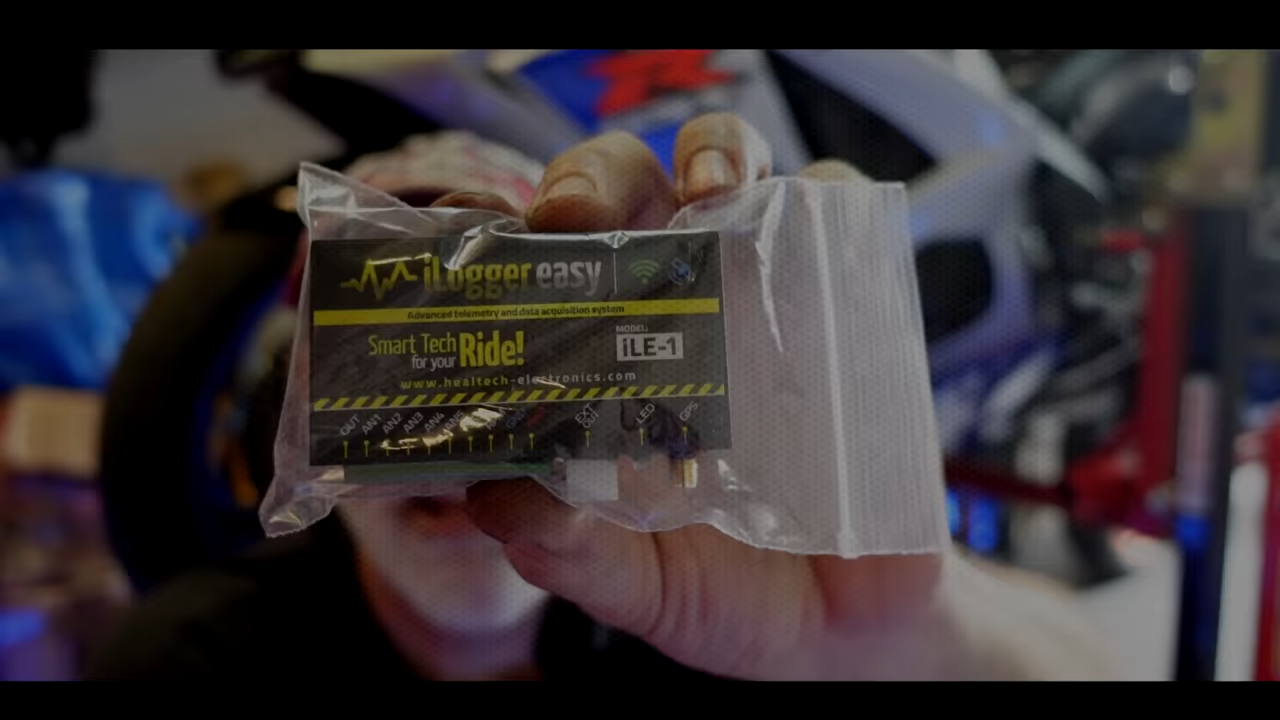 iLogger easy
Advanced telemetry and data acquisition system
Smart Tech
for your Ride!
MODEL:
iLE-1
www.healtech-electronics.com
OUT AN1 AN2 AN3 AN4 AN5 EXT OUT LED GPS
R